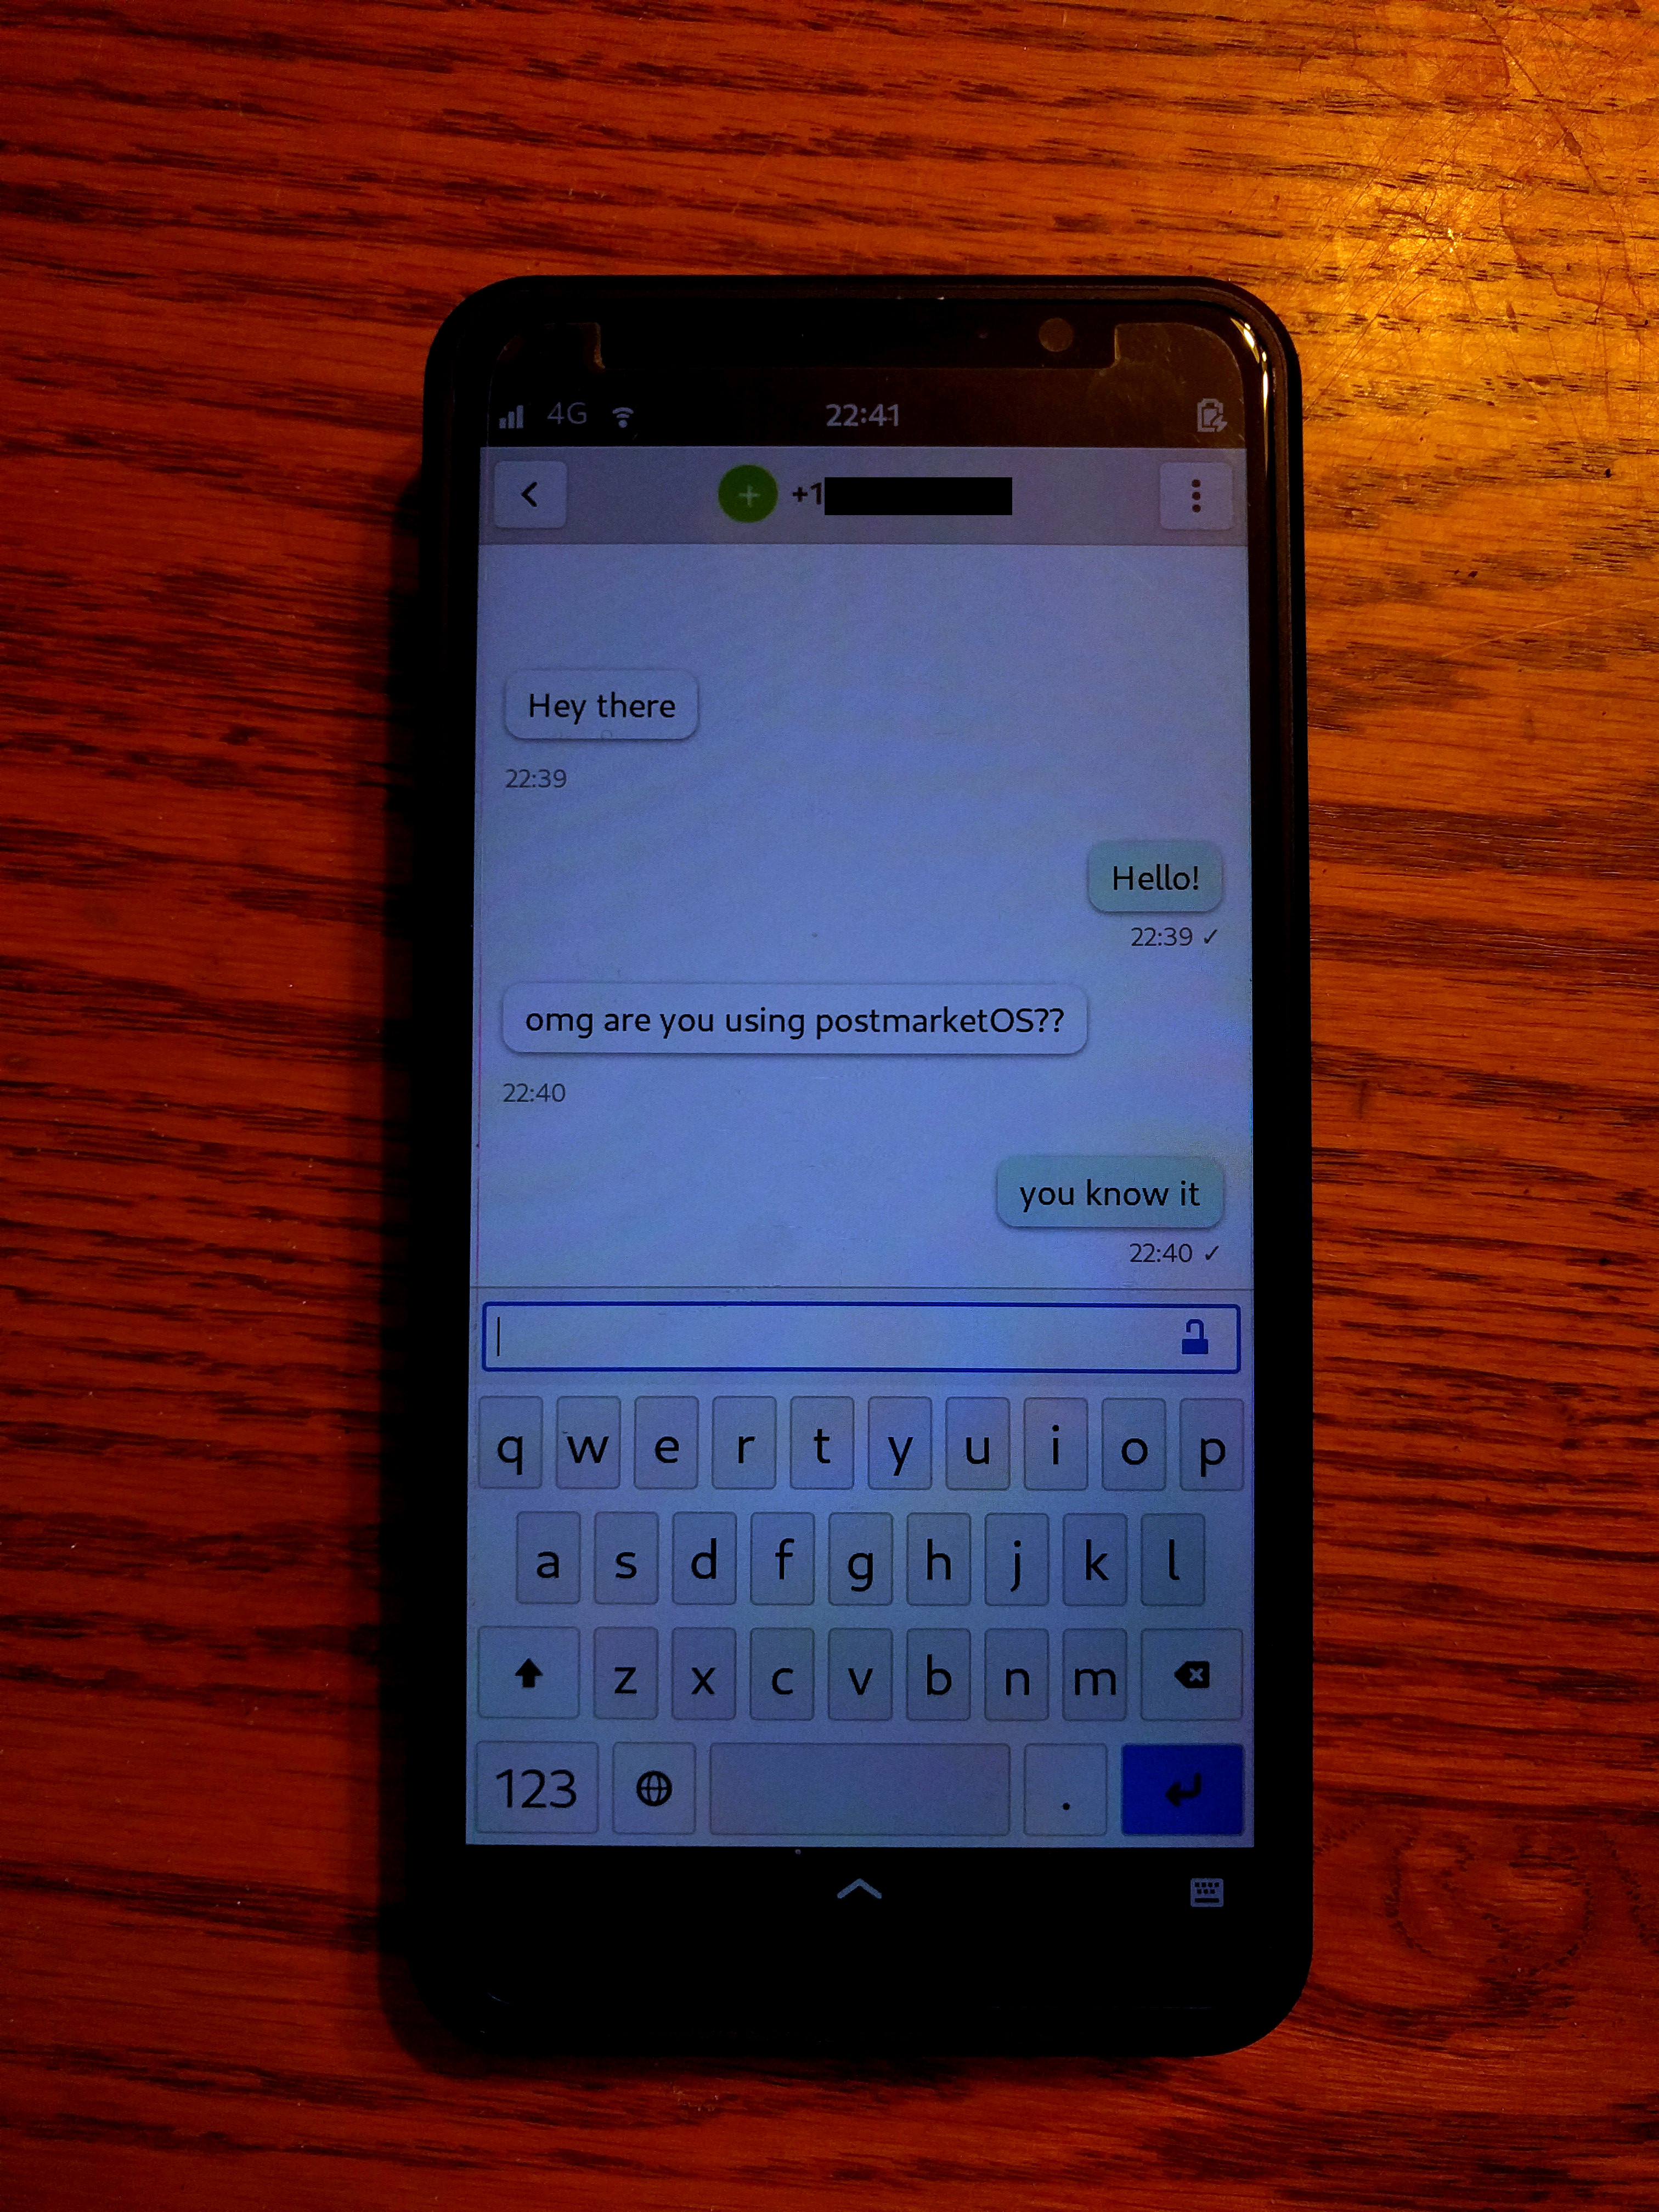 4G 22:41
+1
Hey there
22:39
Hello!
22:39 ✓
omg are you using postmarketOS??
22:40
you know it
22:40 ✓
q w e r t y u i o p
a s d f g h j k l
z x c v b n m
123 .